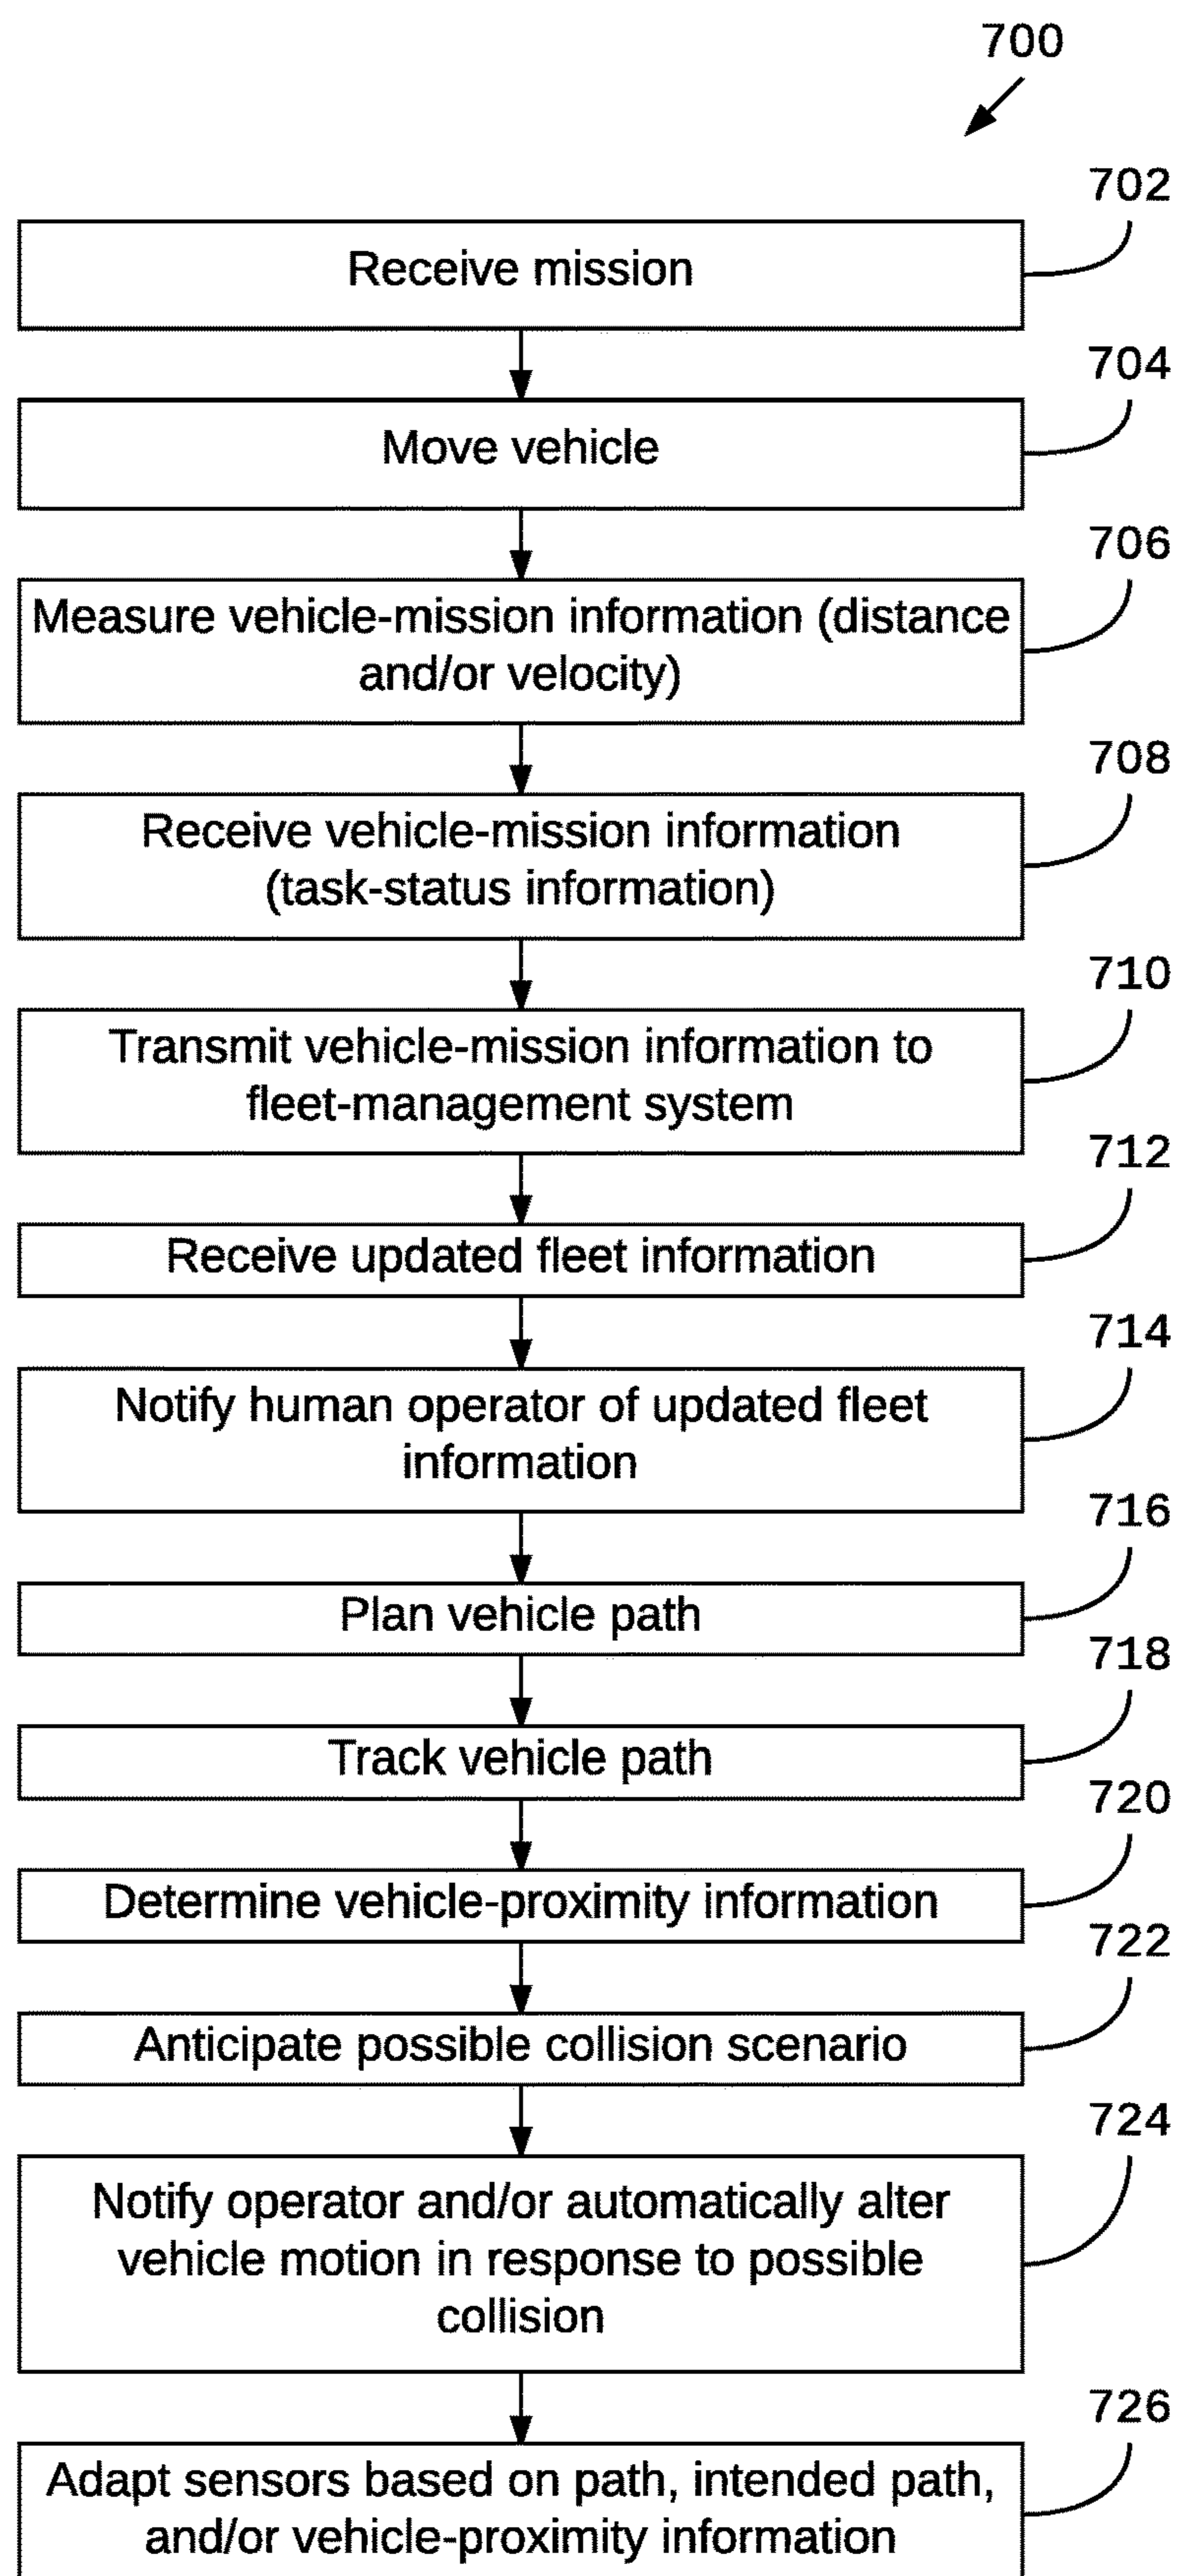 700
702
Receive mission
704
Move vehicle
706
Measure vehicle-mission information (distance
and/or velocity)
708
Receive vehicle-mission information
(task-status information)
710
Transmit vehicle-mission information to
fleet-management system
712
Receive updated fleet information
714
Notify human operator of updated fleet
information
716
Plan vehicle path
718
Track vehicle path
720
Determine vehicle-proximity information
722
Anticipate possible collision scenario
724
Notify operator and/or automatically alter
vehicle motion in response to possible
collision
726
Adapt sensors based on path, intended path,
and/or vehicle-proximity information